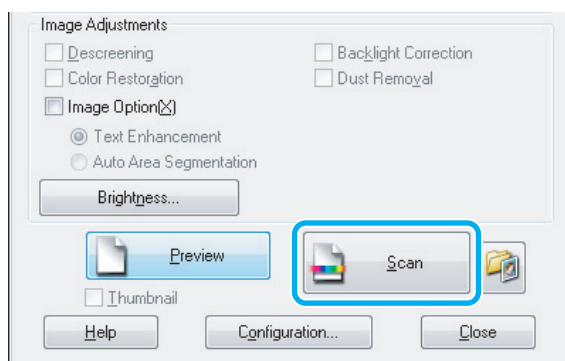 Image Adjustments
Descreening Backlight Correction
Color Restoration Dust Removal
Image Option(X)
Text Enhancement
Auto Area Segmentation
Brightness...
Preview Scan
Thumbnail
Help Configuration... Close